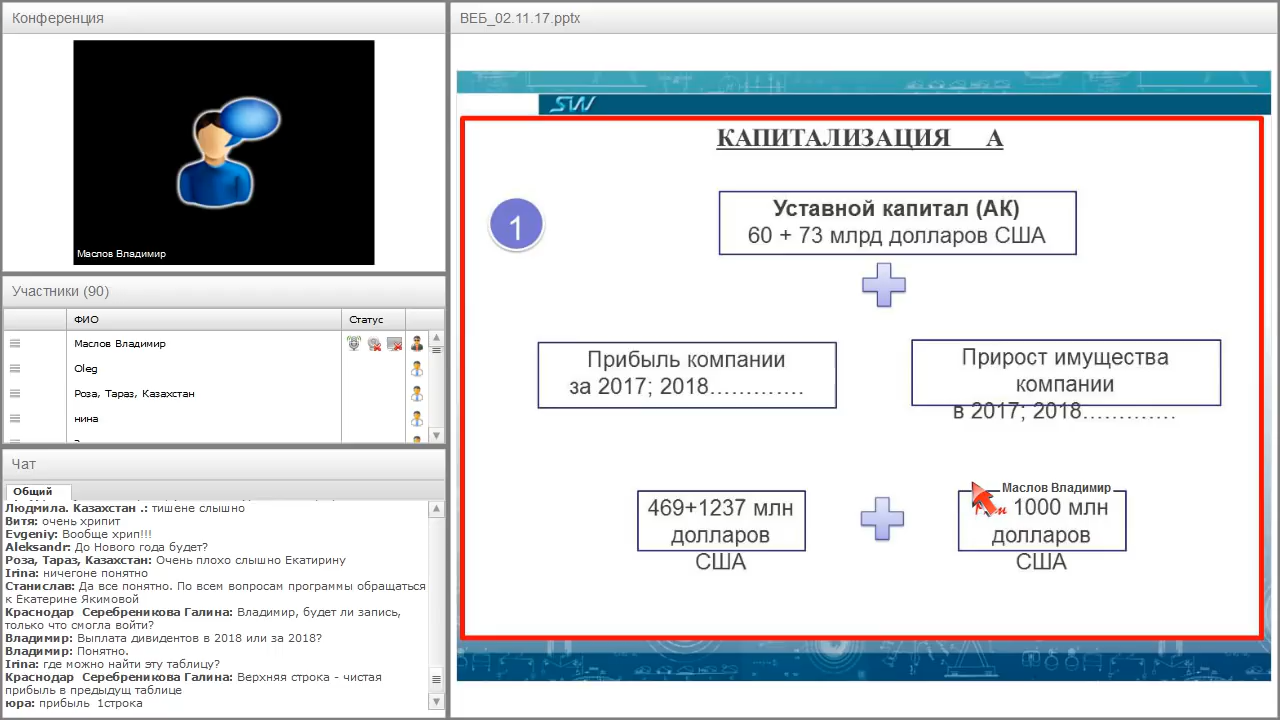 Конференция
Маслов Владимир
Участники (90)
ФИО
Статус
Маслов Владимир
Oleg
Роза, Тараз, Казахстан
нина
Чат
Общий
Людмила. Казахстан .: тишене слышно
Витя: очень хрипит
Evgeniy: Вообще хрип!!!
Aleksandr: До Нового года будет?
Роза, Тараз, Казахстан: Очень плохо слышно Екатирину
Irina: ничегоне понятно
Станислав: Да все понятно. По всем вопросам программы обращаться
к Екатерине Якимовой
Краснодар Серебреникова Галина: Владимир, будет ли запись,
только что смогла войти?
Владимир: Выплата дивидентов в 2018 или за 2018?
Владимир: Понятно.
Irina: где можно найти эту таблицу?
Краснодар Серебреникова Галина: Верхняя строка - чистая
прибыль в предыдущ таблице
юра: прибыль 1строка
ВЕБ_02.11.17.pptx
SW
КАПИТАЛИЗАЦИЯ А
1
Уставной капитал (АК)
60 + 73 млрд долларов США
Прибыль компании
за 2017; 2018………….
Прирост имущества
компании
в 2017; 2018………….
469+1237 млн
долларов
США
Маслов Владимир
1000 млн
долларов
США